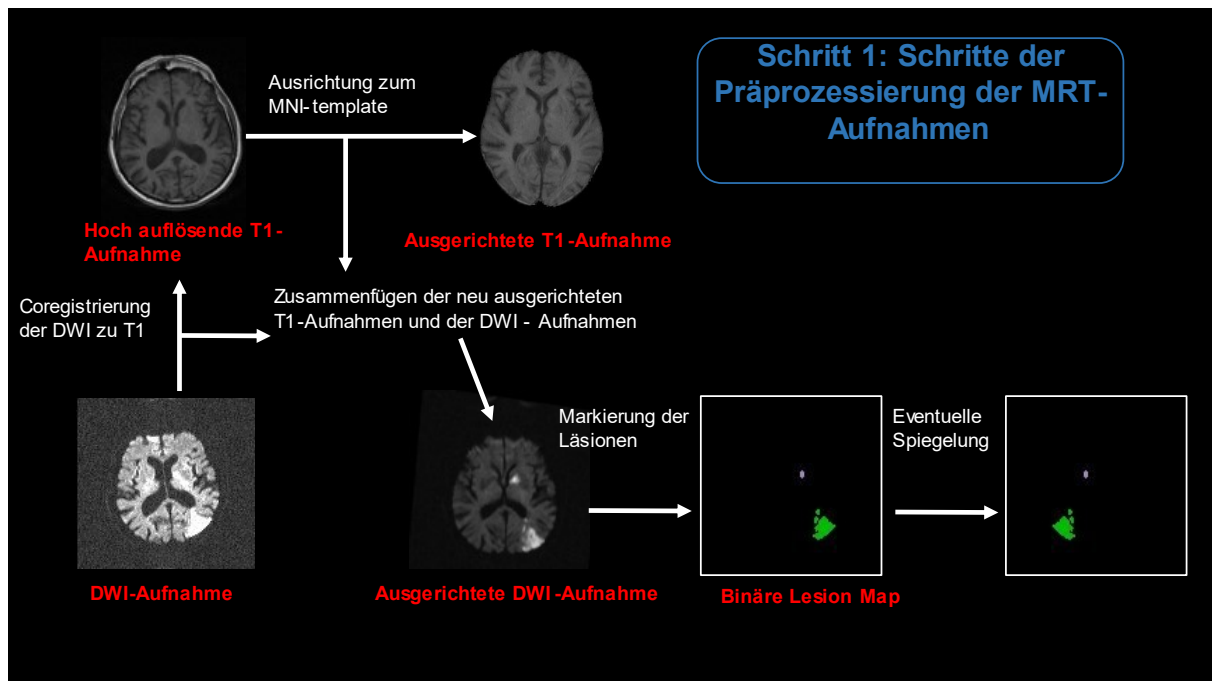 Schritt 1: Schritte der
Präprozessierung der MRT-
Aufnahmen
Ausrichtung zum
MNI-template
Hoch auflösende T1-
Aufnahme
Ausgerichtete T1-Aufnahme
Coregistrierung
der DWI zu T1
Zusammenfügen der neu ausgerichteten
T1-Aufnahmen und der DWI - Aufnahmen
Markierung der
Läsionen
Eventuelle
Spiegelung
DWI-Aufnahme
Ausgerichtete DWI-Aufnahme
Binäre Lesion Map